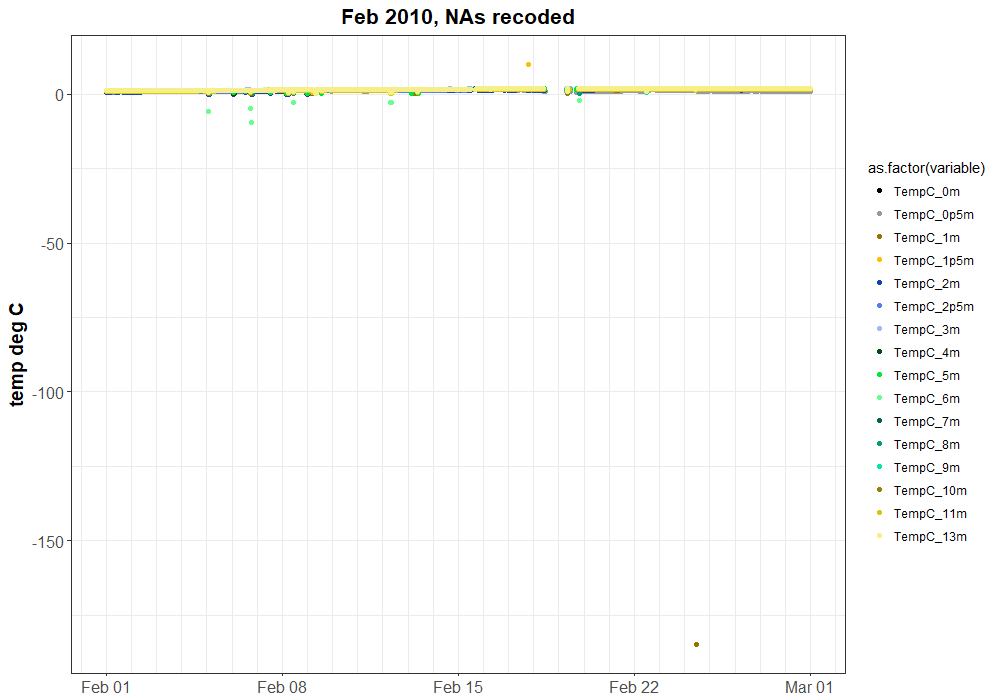 Feb 2010, NAs recoded
temp deg C
0
-50
-100
-150
Feb 01
Feb 08
Feb 15
Feb 22
Mar 01
as.factor(variable)
TempC_0m
TempC_0p5m
TempC_1m
TempC_1p5m
TempC_2m
TempC_2p5m
TempC_3m
TempC_4m
TempC_5m
TempC_6m
TempC_7m
TempC_8m
TempC_9m
TempC_10m
TempC_11m
TempC_13m